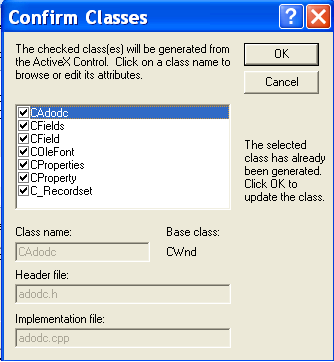 Confirm Classes
The checked class(es) will be generated from
the ActiveX Control. Click on a class name to
browse or edit its attributes.
OK
Cancel
CAdodc
CFields
CField
COleFont
CProperties
CProperty
C_Recordset
The selected
class has already
been generated.
Click OK to
update the class.
Class name:
Base class:
CAdodc
CWnd
Header file:
adodc.h
Implementation file:
adodc.cpp